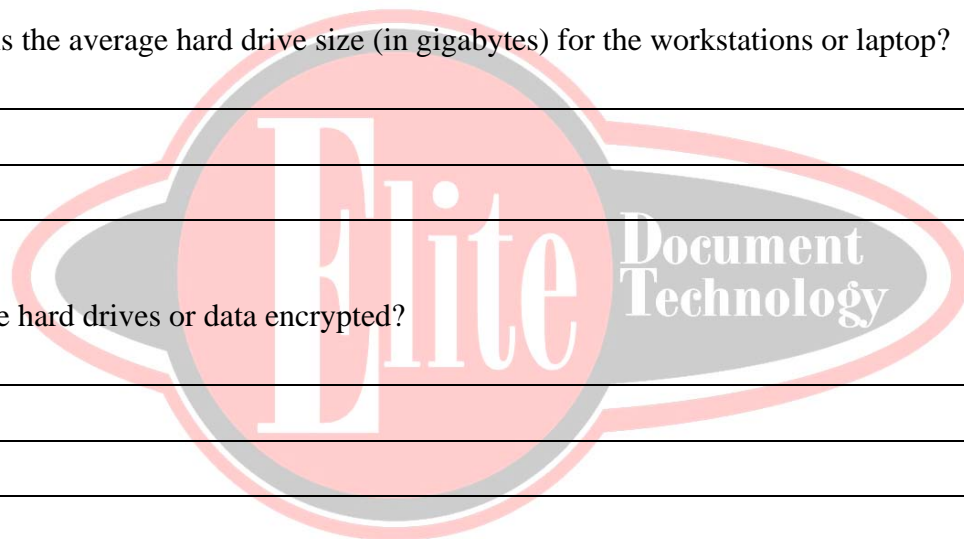 s the average hard drive size (in gigabytes) for the workstations or laptop?
Elite Document
Technology
e hard drives or data encrypted?